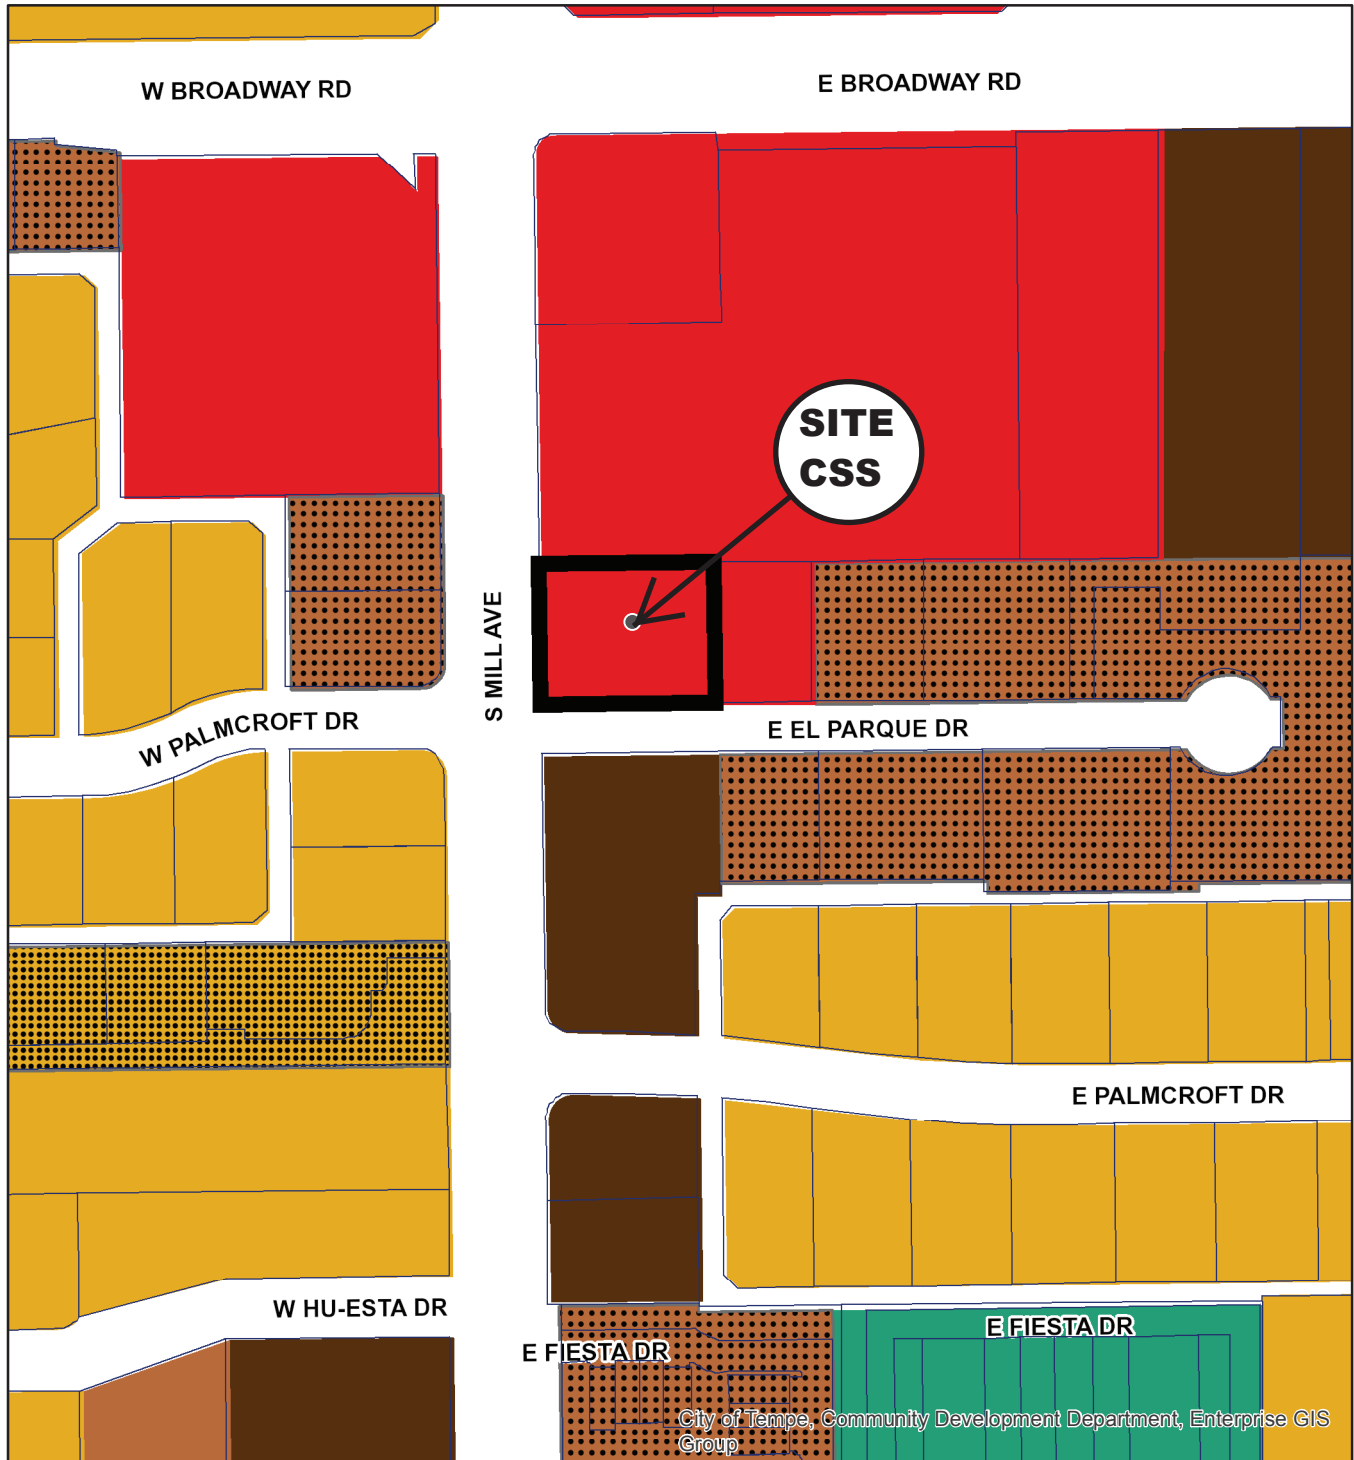 W BROADWAY RD
E BROADWAY RD
SITE
CSS
S MILL AVE
W PALMCROFT DR
E EL PARQUE DR
E PALMCROFT DR
W HU-ESTA DR
E FIESTA DR
E FIESTA DR
City of Tempe, Community Development Department, Enterprise GIS
Group